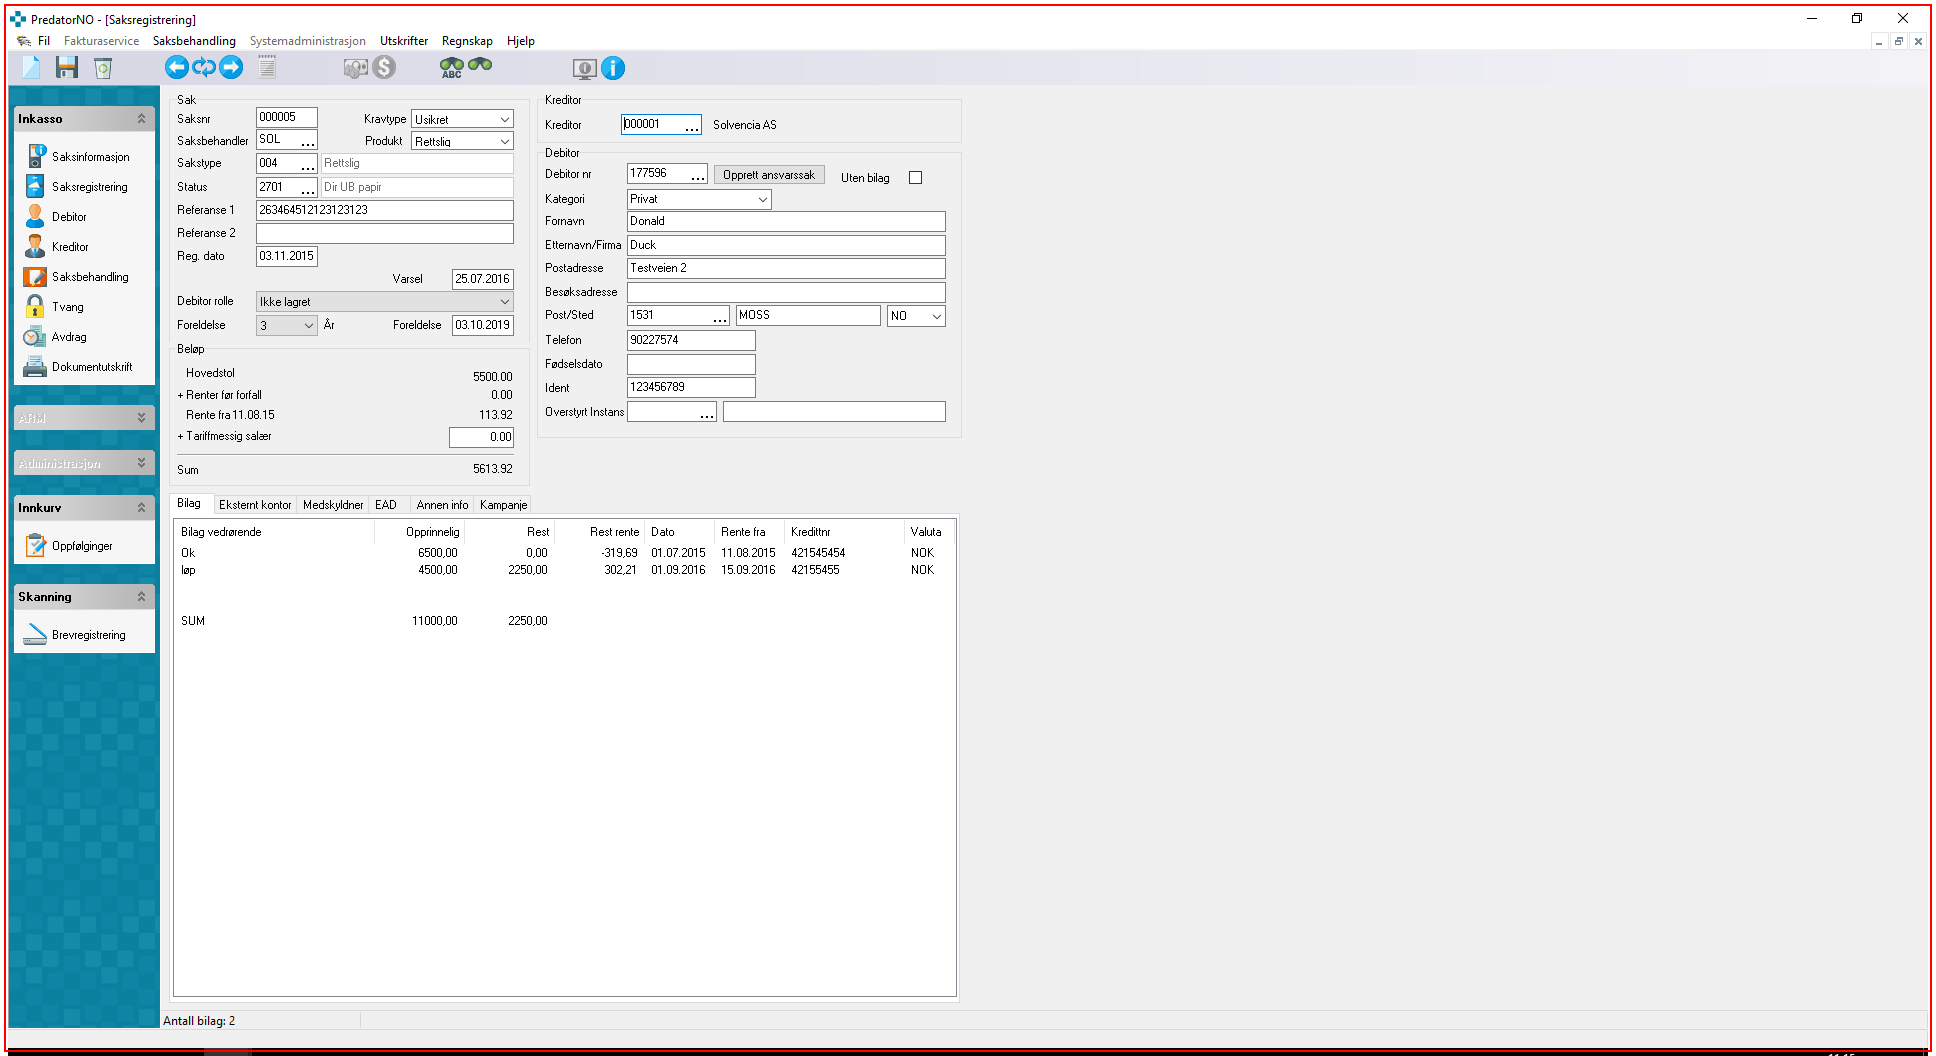 PredatorNO - [Saksregistrering]
Fil Fakturaservice Saksbehandling Systemadministrasjon Utskrifter Regnskap Hjelp
ABC
Inkasso
Saksinformasjon
Saksregistrering
Debitor
Kreditor
Saksbehandling
Tvang
Avdrag
Dokumentutskrift
ARM
Administrasjon
Innkurv
Oppfølginger
Skanning
Brevregistrering
Sak
Saksnr 000005 Kravtype Usikret
Saksbehandler SOL ... Produkt Rettslig
Sakstype 004 ... Rettslig
Status 2701 ... Dir UB papir
Referanse 1 263464512123123123
Referanse 2
Reg. dato 03.11.2015
Varsel 25.07.2016
Debitor rolle Ikke lagret
Foreldelse 3 År Foreldelse 03.10.2019
Beløp
Hovedstol 5500.00
+ Renter før forfall 0.00
Rente fra 11.08.15 113.92
+ Tariffmessig salær 0.00
Sum 5613.92
Kreditor
Kreditor 000001 ... Solvencia AS
Debitor
Debitor nr 177596 ... Opprett ansvarssak Uten bilag
Kategori Privat
Fornavn Donald
Etternavn/Firma Duck
Postadresse Testveien 2
Besøksadresse
Post/Sted 1531 ... MOSS NO
Telefon 90227574
Fødselsdato
Ident 123456789
Overstyrt Instans ...
Bilag Eksternt kontor Medskyldner EAD Annen info Kampanje
Bilag vedrørende Opprinnelig Rest Rest rente Dato Rente fra Kredittnr Valuta
Ok 6500,00 0,00 -319,69 01.07.2015 11.08.2015 421545454 NOK
løp 4500,00 2250,00 302,21 01.09.2016 15.09.2016 42155455 NOK
SUM 11000,00 2250,00
Antall bilag: 2